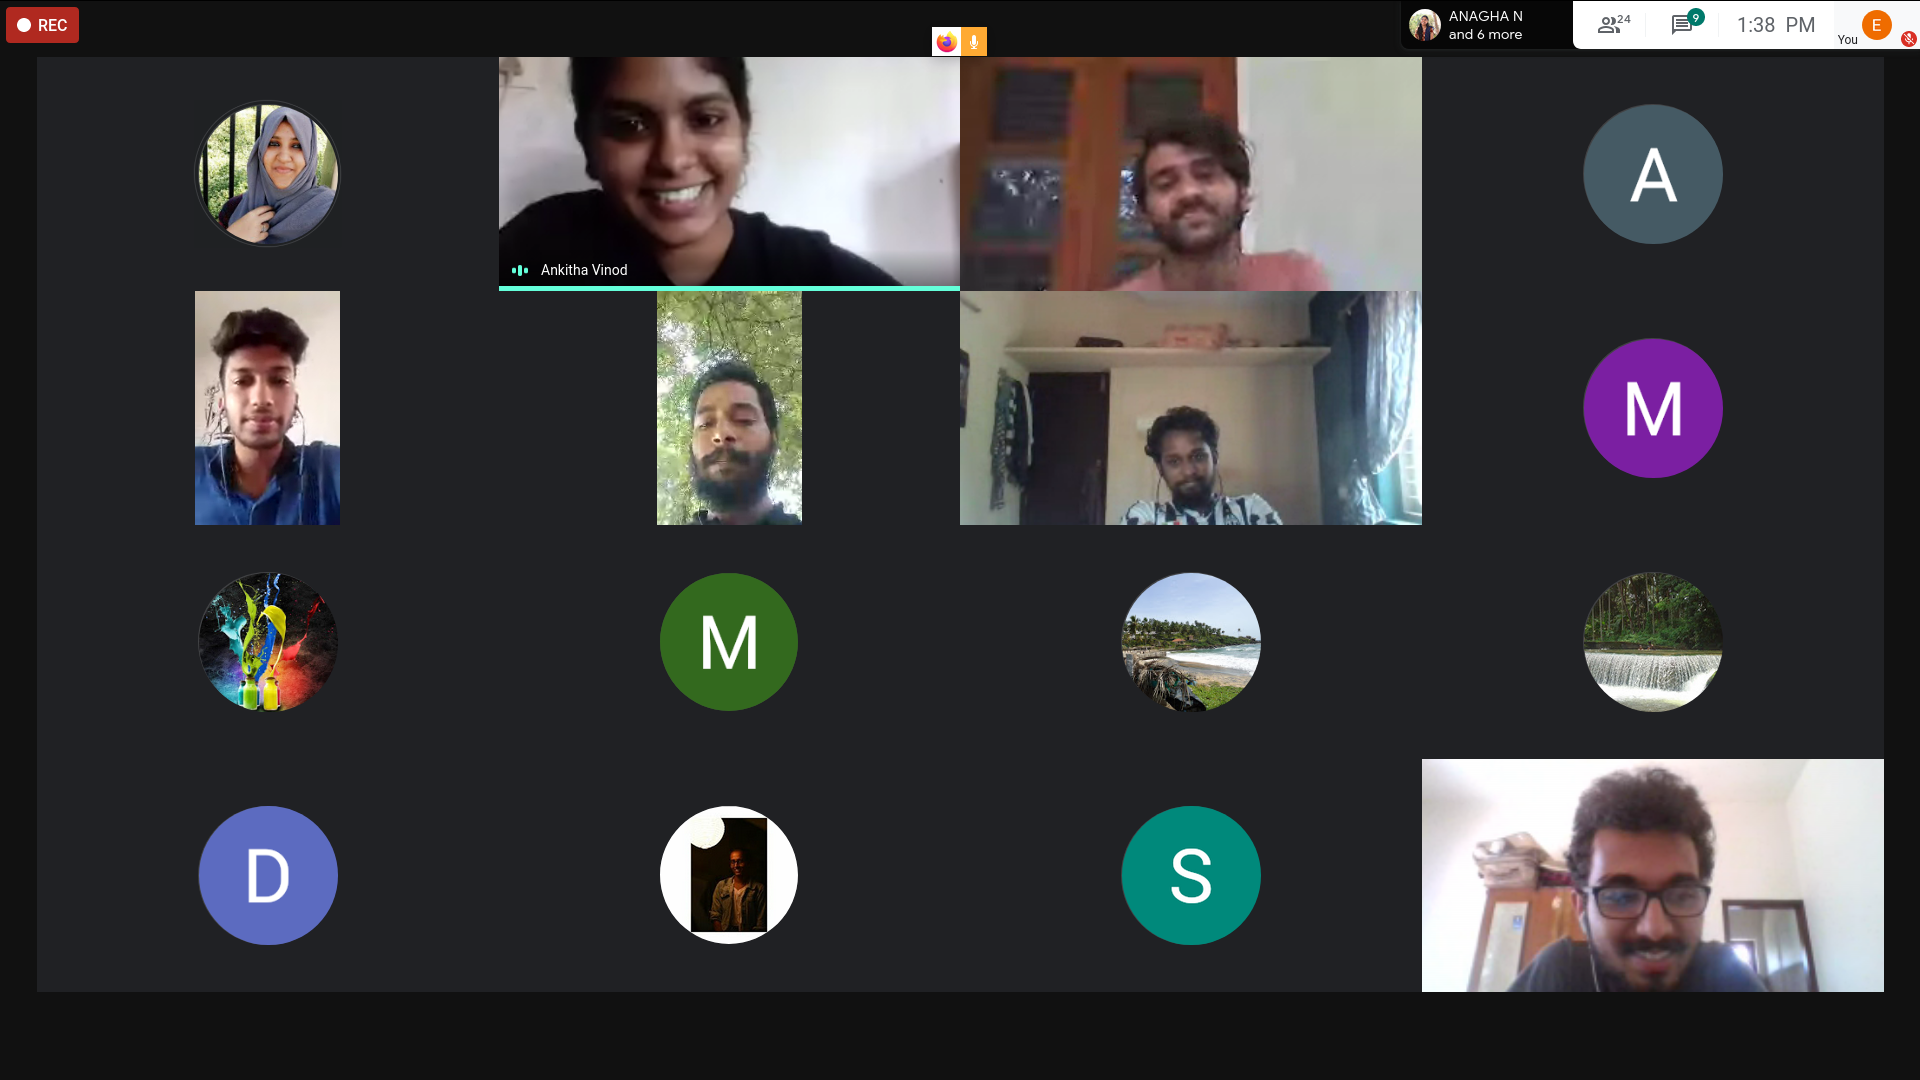 REC
ANAGHA N
and 6 more
24
9
1:38 PM
You
E
A
Ankitha Vinod
M
M
D
S